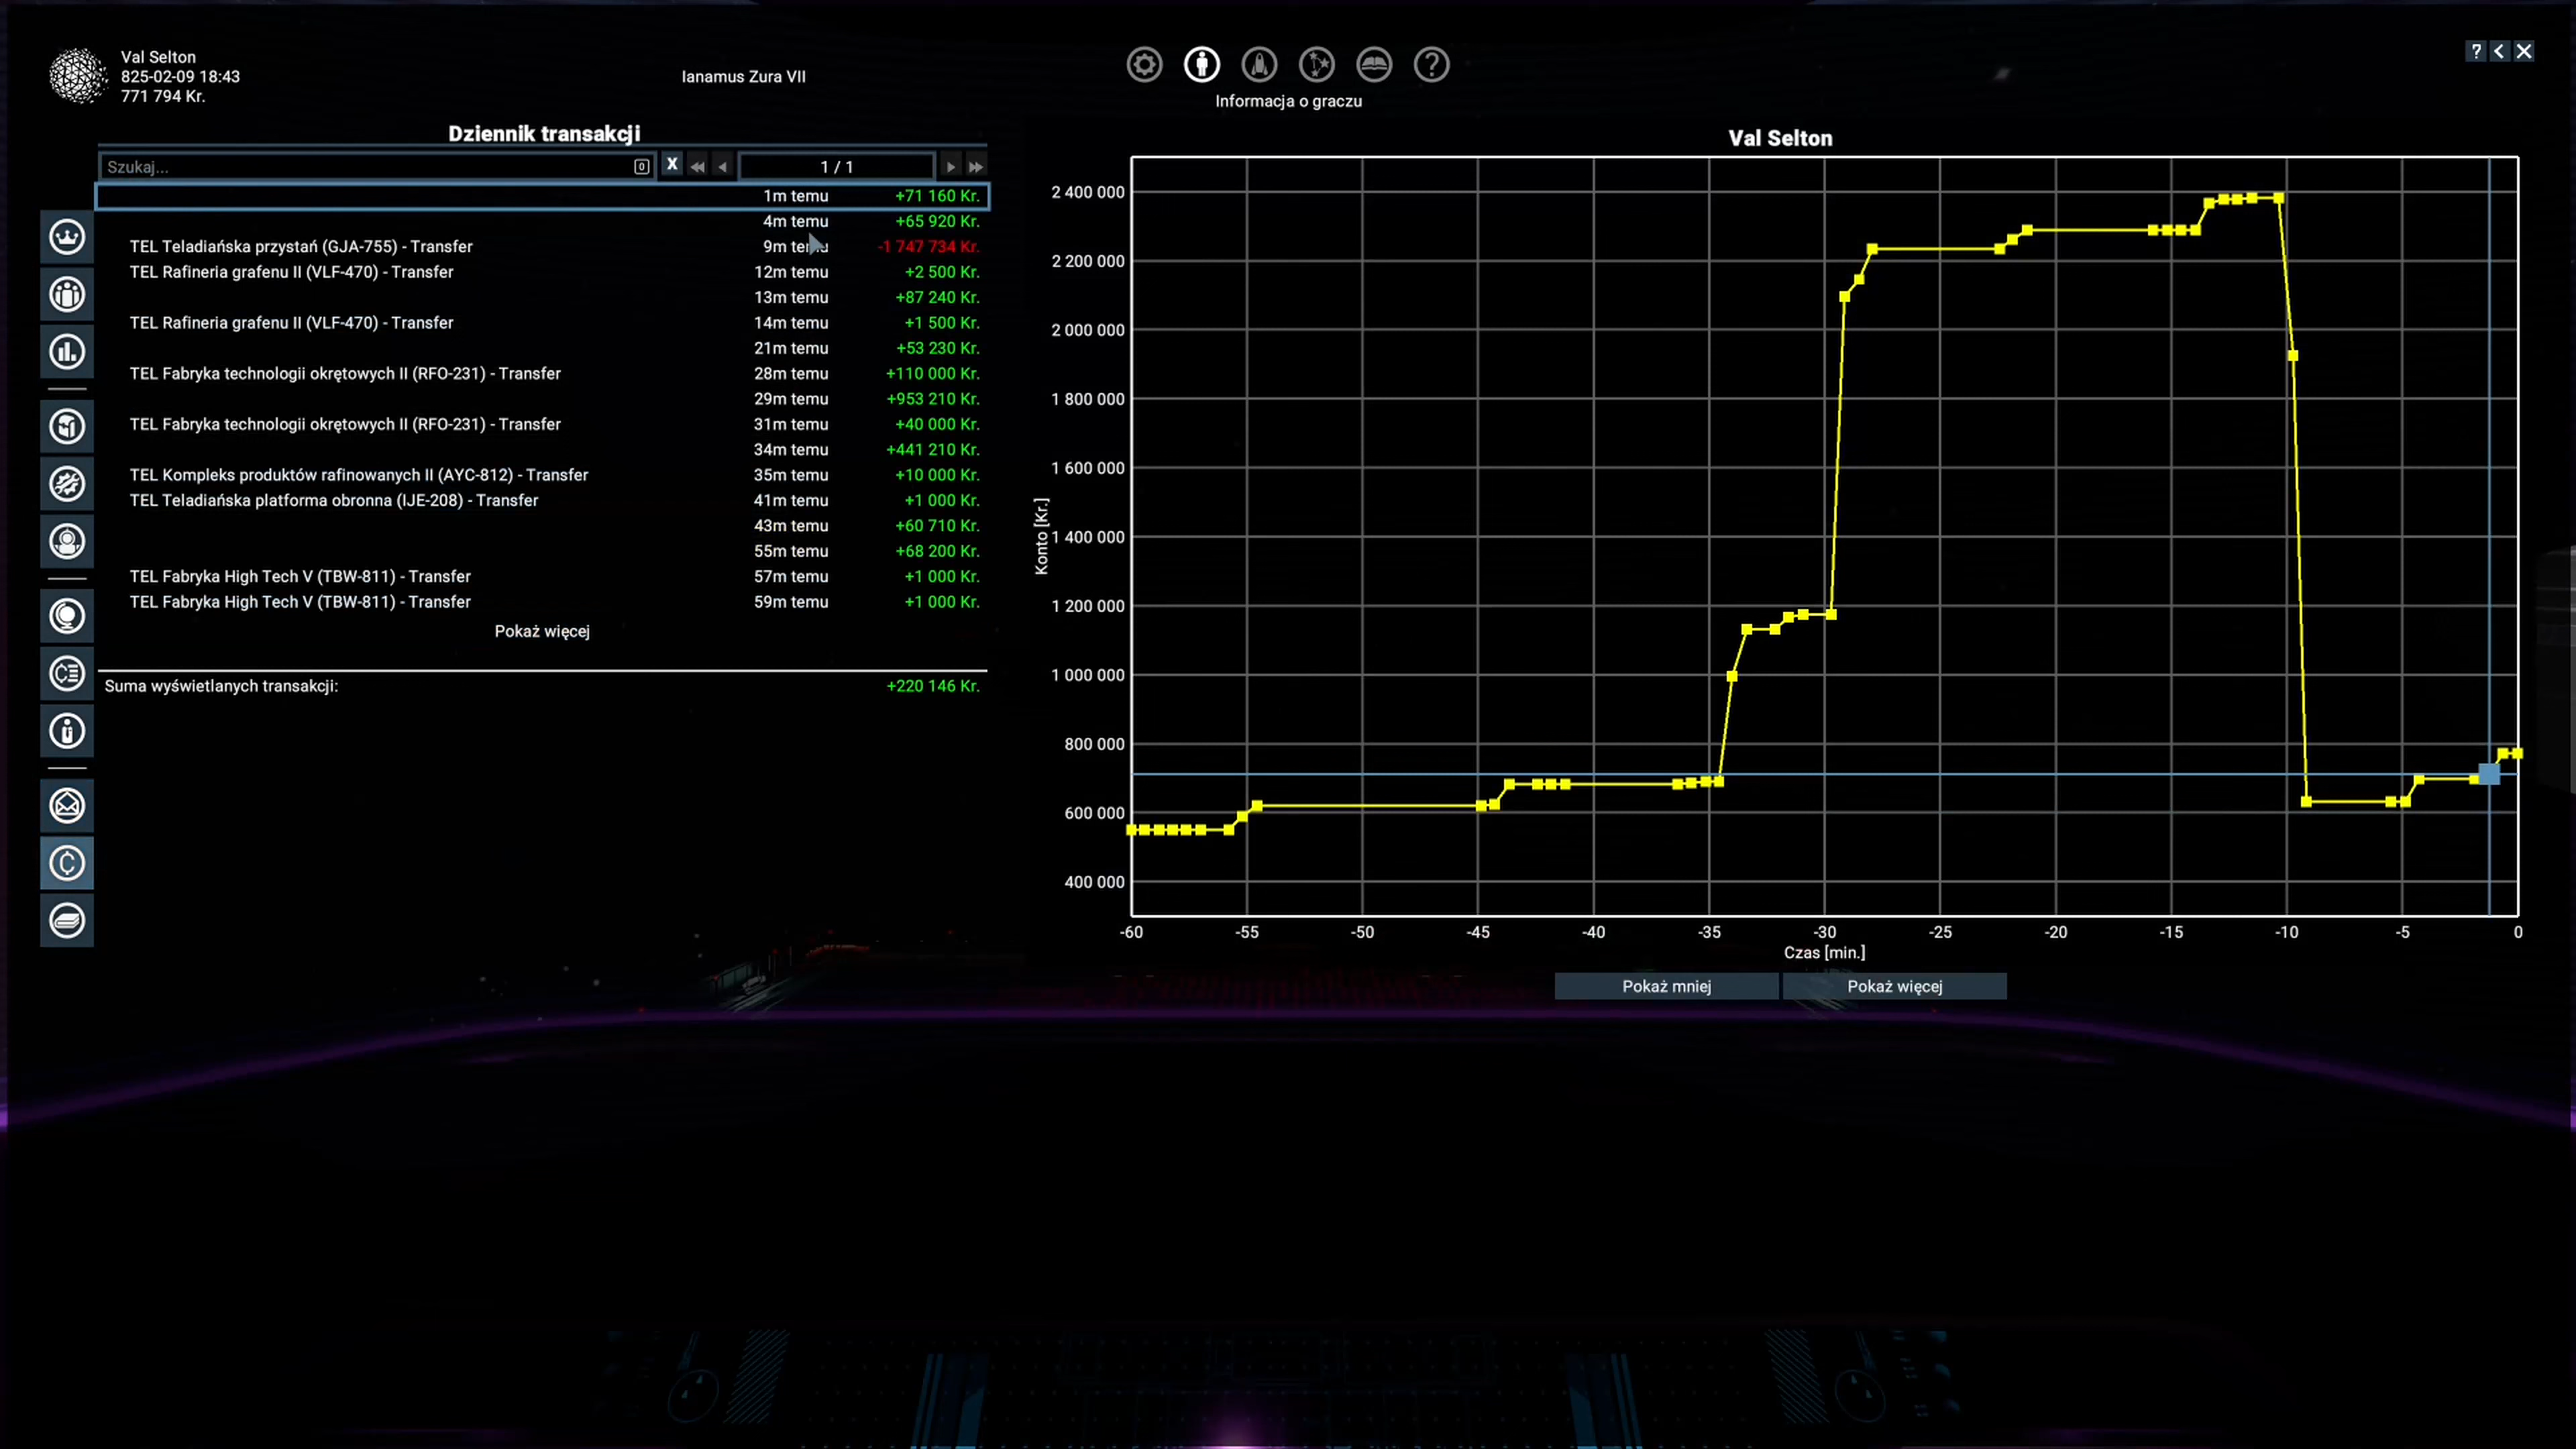 Val Selton
825-02-09 18:43
771 794 Kr.
Ianamus Zura VII
Informacja o graczu
? < X
Dziennik transakcji
Szukaj...
0
X
1 / 1
1m temu +71 160 Kr.
4m temu +65 920 Kr.
TEL Teladiańska przystań (GJA-755) - Transfer 9m temu -1 747 734 Kr.
TEL Rafineria grafenu II (VLF-470) - Transfer 12m temu +2 500 Kr.
13m temu +87 240 Kr.
TEL Rafineria grafenu II (VLF-470) - Transfer 14m temu +1 500 Kr.
21m temu +53 230 Kr.
TEL Fabryka technologii okrętowych II (RFO-231) - Transfer 28m temu +110 000 Kr.
29m temu +953 210 Kr.
TEL Fabryka technologii okrętowych II (RFO-231) - Transfer 31m temu +40 000 Kr.
34m temu +441 210 Kr.
TEL Kompleks produktów rafinowanych II (AYC-812) - Transfer 35m temu +10 000 Kr.
TEL Teladiańska platforma obronna (IJE-208) - Transfer 41m temu +1 000 Kr.
43m temu +60 710 Kr.
55m temu +68 200 Kr.
TEL Fabryka High Tech V (TBW-811) - Transfer 57m temu +1 000 Kr.
TEL Fabryka High Tech V (TBW-811) - Transfer 59m temu +1 000 Kr.
Pokaż więcej
Suma wyświetlanych transakcji: +220 146 Kr.
Val Selton
2 400 000
2 200 000
2 000 000
1 800 000
1 600 000
1 400 000
1 200 000
1 000 000
800 000
600 000
400 000
Konto [Kr.]
-60 -55 -50 -45 -40 -35 -30 -25 -20 -15 -10 -5 0
Czas [min.]
Pokaż mniej
Pokaż więcej